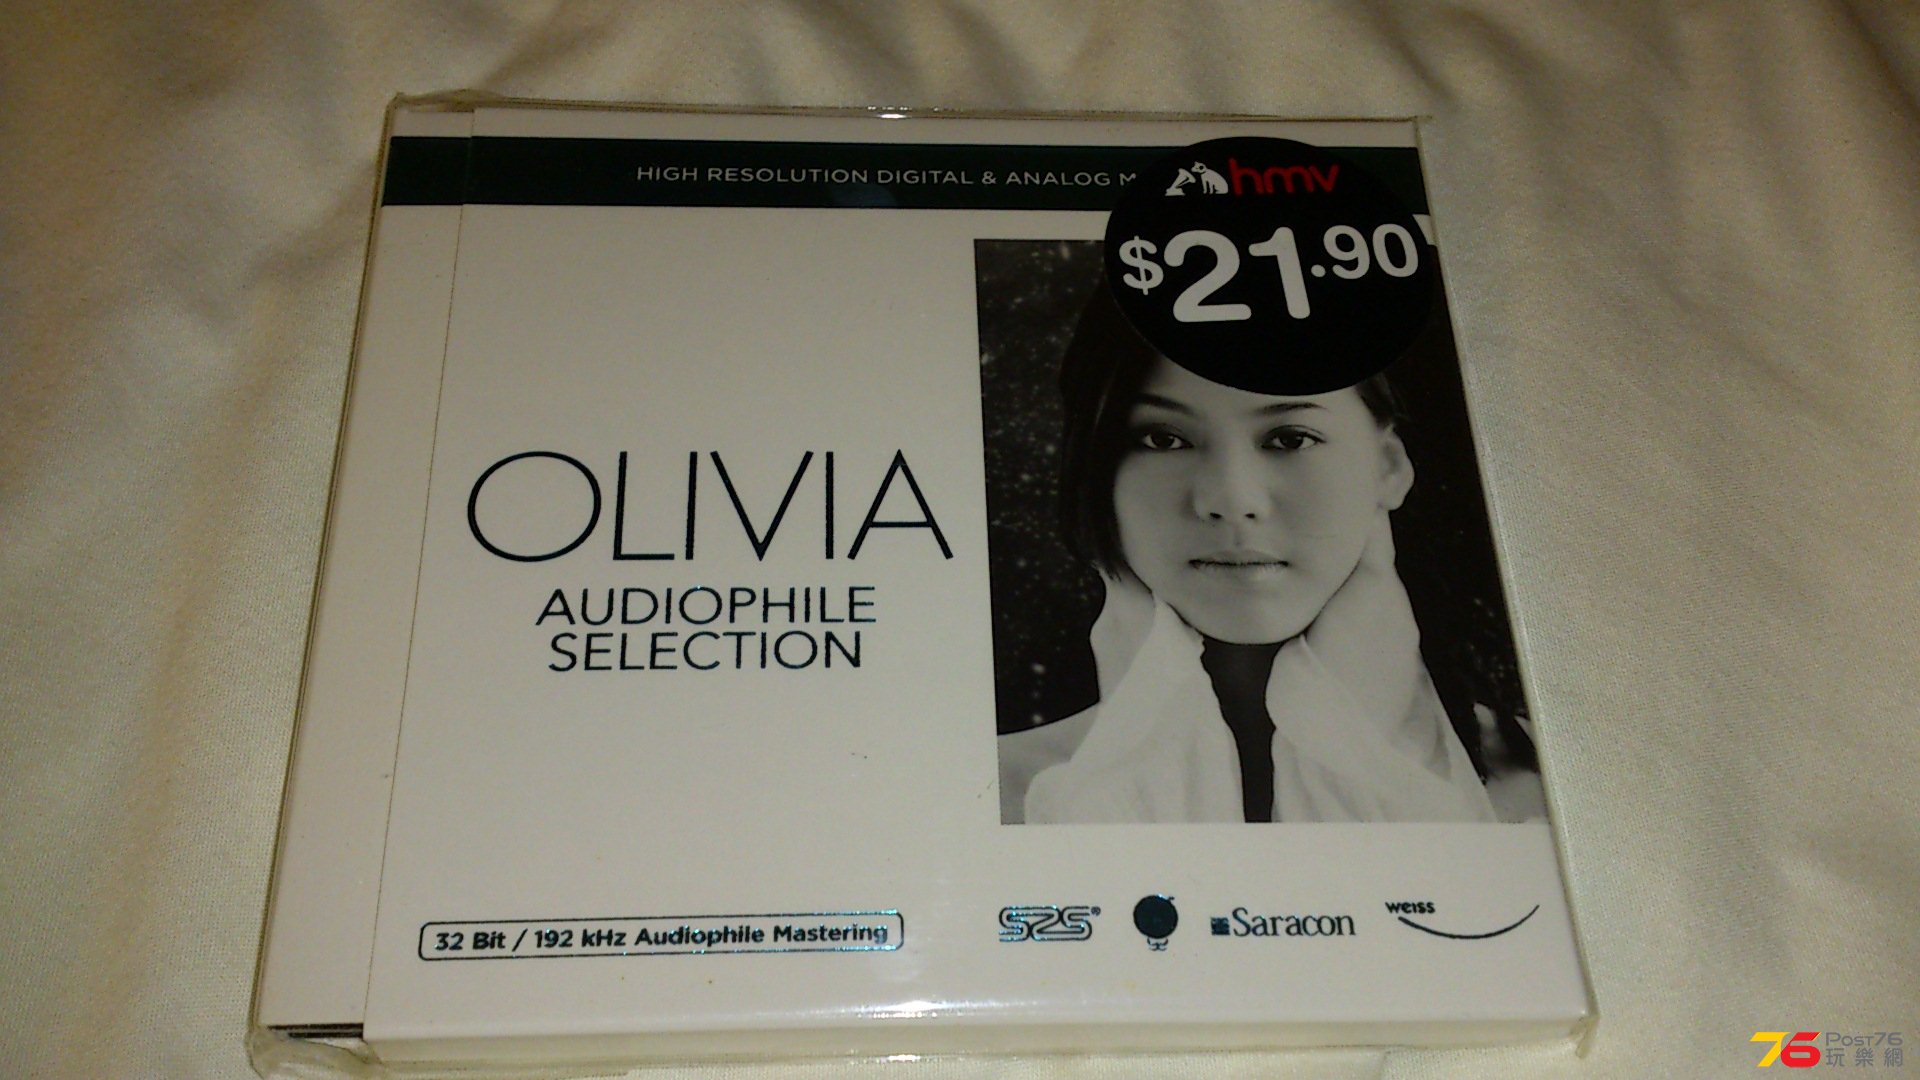 HIGH RESOLUTION DIGITAL & ANALOG M
hmv
$21.90
OLIVIA
AUDIOPHILE
SELECTION
32 Bit / 192 kHz Audiophile Mastering
S2S®
Saracon
weiss
76 Post76
玩樂網